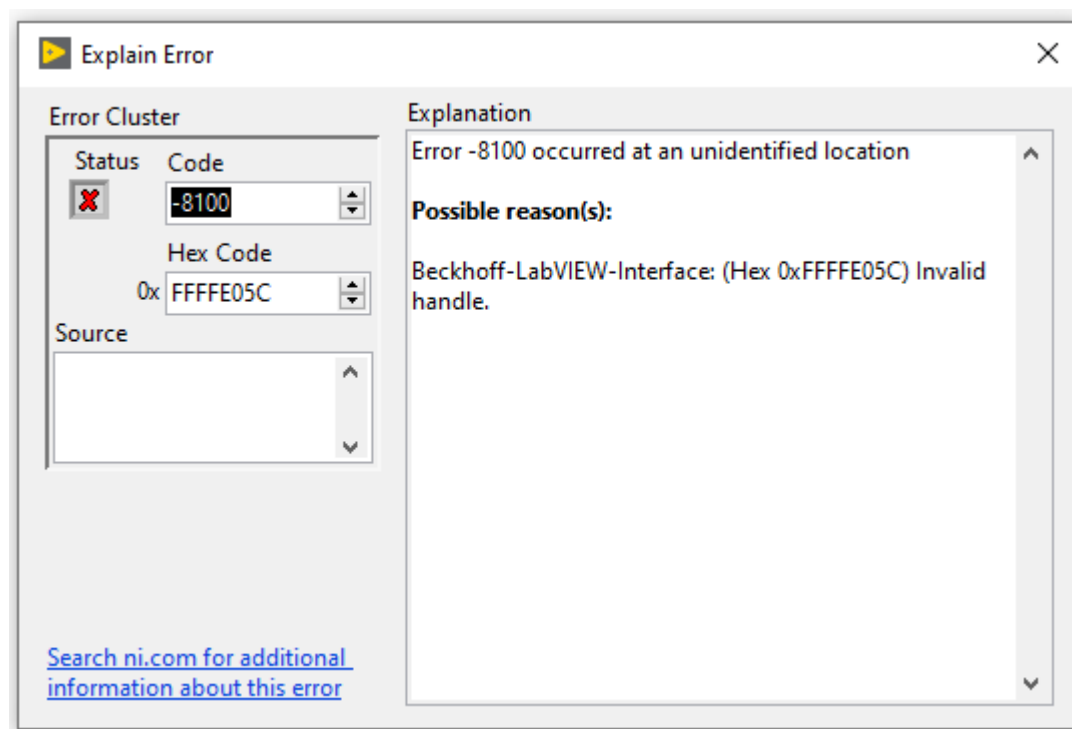 Explain Error
Error Cluster
Status Code
-8100
Hex Code
0x FFFFE05C
Source
Search ni.com for additional
information about this error
Explanation
Error -8100 occurred at an unidentified location
Possible reason(s):
Beckhoff-LabVIEW-Interface: (Hex 0xFFFFE05C) Invalid
handle.